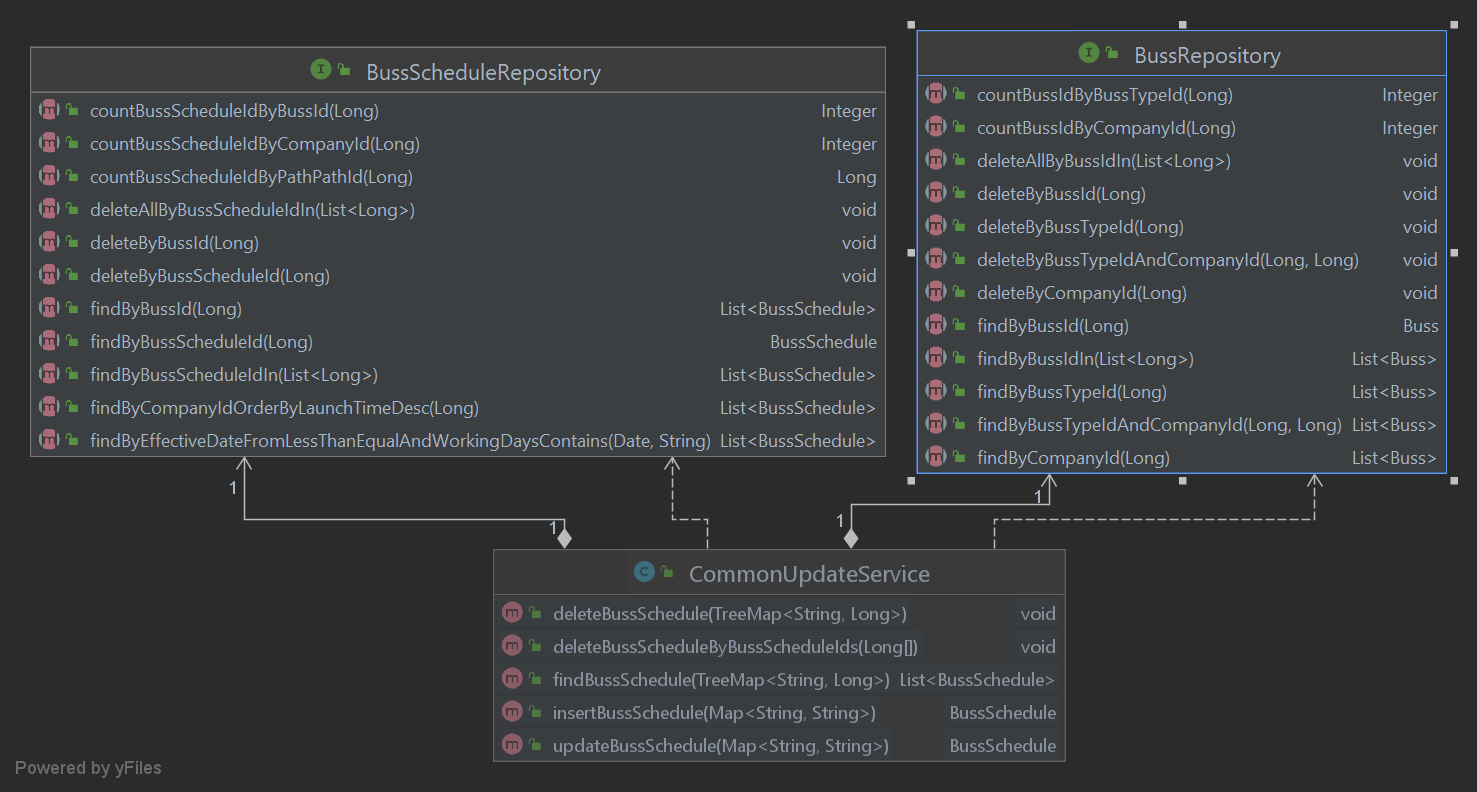 BussScheduleRepository
countBussScheduleIdByBussId(Long) Integer
countBussScheduleIdByCompanyId(Long) Integer
countBussScheduleIdByPathPathId(Long) Long
deleteAllByBussScheduleIdIn(List<Long>) void
deleteByBussId(Long) void
deleteByBussScheduleId(Long) void
findByBussId(Long) List<BussSchedule>
findByBussScheduleId(Long) BussSchedule
findByBussScheduleIdIn(List<Long>) List<BussSchedule>
findByCompanyIdOrderByLaunchTimeDesc(Long) List<BussSchedule>
findByEffectiveDateFromLessThanEqualAndWorkingDaysContains(Date, String) List<BussSchedule>
BussRepository
countBussIdByBussTypeId(Long) Integer
countBussIdByCompanyId(Long) Integer
deleteAllByBussIdIn(List<Long>) void
deleteByBussId(Long) void
deleteByBussTypeId(Long) void
deleteByBussTypeIdAndCompanyId(Long, Long) void
deleteByCompanyId(Long) void
findByBussId(Long) Buss
findByBussIdIn(List<Long>) List<Buss>
findByBussTypeId(Long) List<Buss>
findByBussTypeIdAndCompanyId(Long, Long) List<Buss>
findByCompanyId(Long) List<Buss>
1
1
1
1
CommonUpdateService
deleteBussSchedule(TreeMap<String, Long>) void
deleteBussScheduleByBussScheduleIds(Long[]) void
findBussSchedule(TreeMap<String, Long>) List<BussSchedule>
insertBussSchedule(Map<String, String>) BussSchedule
updateBussSchedule(Map<String, String>) BussSchedule
Powered by yFiles